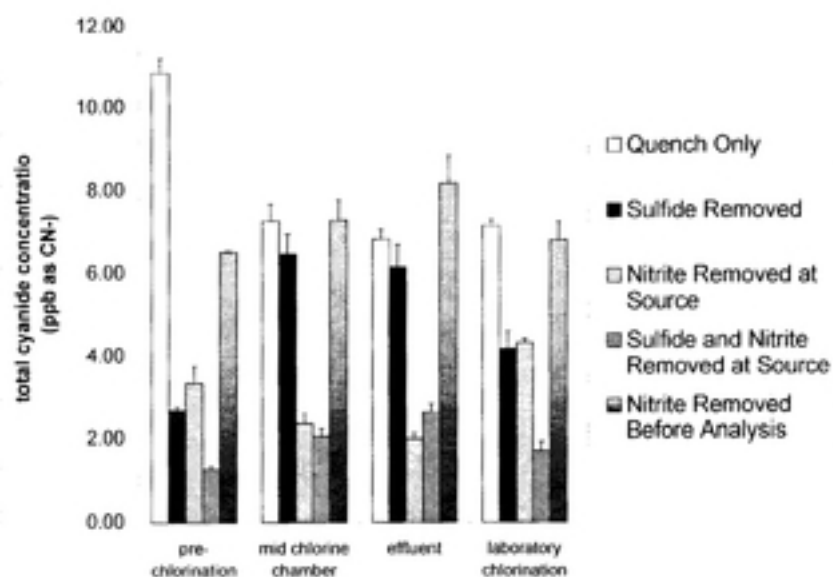 12.00
10.00
8.00
6.00
4.00
2.00
0.00
total cyanide concentratio
(ppb as CN-)
pre-
chlorination
mid chlorine
chamber
effluent
laboratory
chlorination
Quench Only
Sulfide Removed
Nitrite Removed at
Source
Sulfide and Nitrite
Removed at Source
Nitrite Removed
Before Analysis